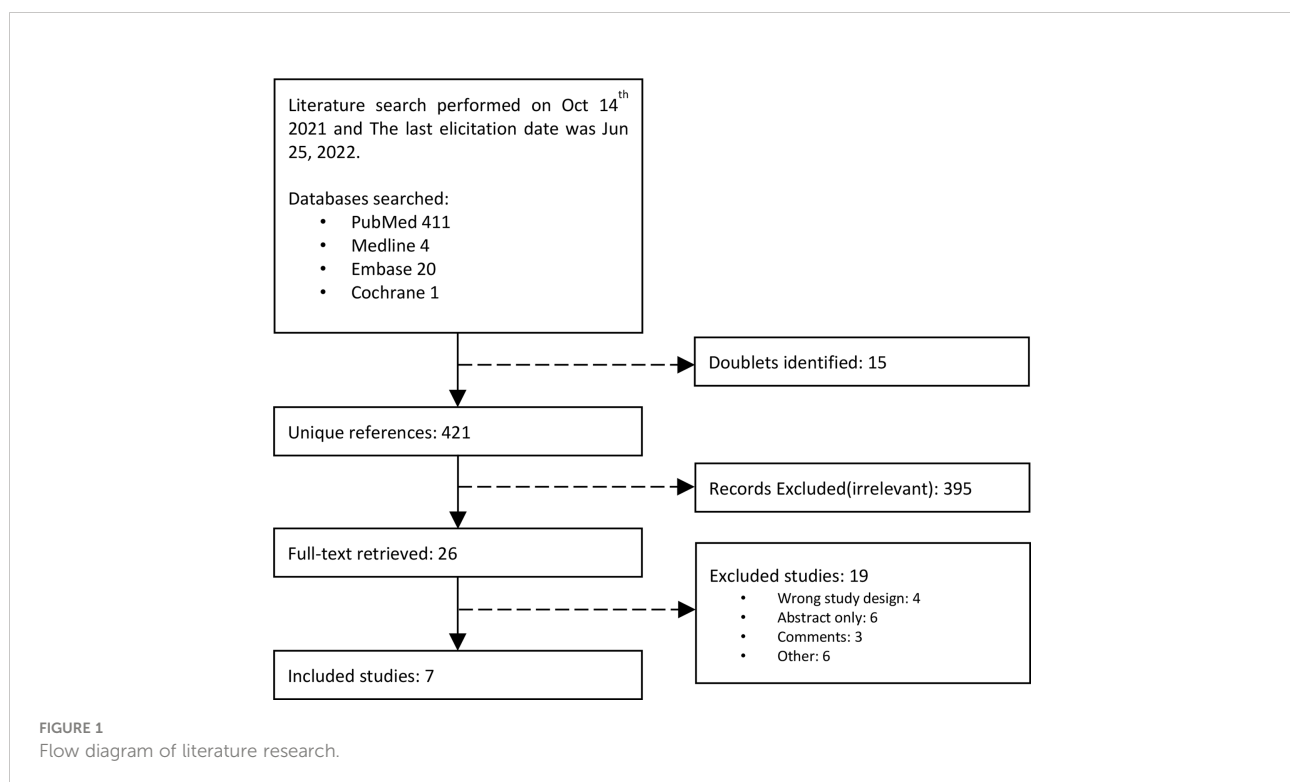 Literature search performed on Oct 14th
2021 and The last elicitation date was Jun
25, 2022.
Databases searched:
• PubMed 411
• Medline 4
• Embase 20
• Cochrane 1
Doublets identified: 15
Unique references: 421
Records Excluded(irrelevant): 395
Full-text retrieved: 26
Excluded studies: 19
• Wrong study design: 4
• Abstract only: 6
• Comments: 3
• Other: 6
Included studies: 7
FIGURE 1
Flow diagram of literature research.